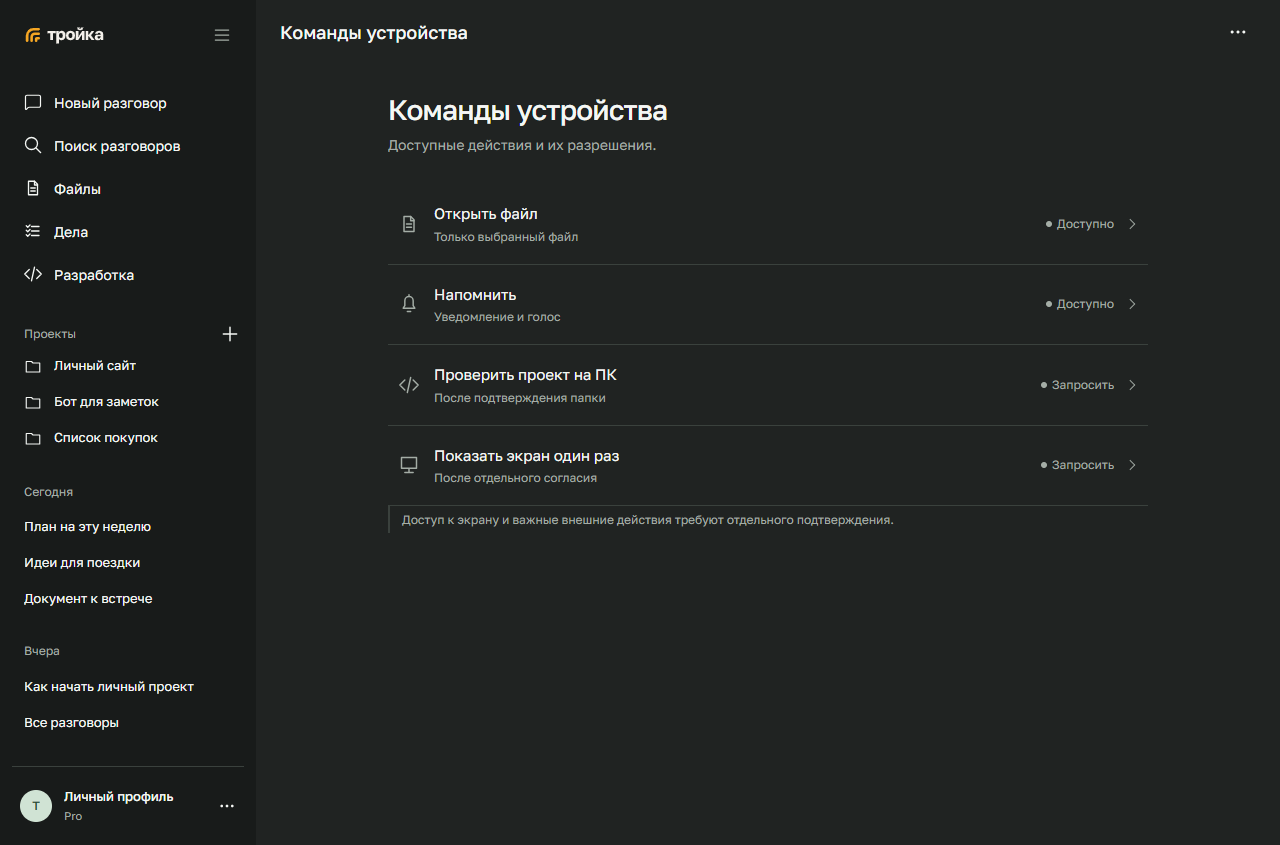 тройка
Новый разговор
Поиск разговоров
Файлы
Дела
Разработка
Проекты
Личный сайт
Бот для заметок
Список покупок
Сегодня
План на эту неделю
Идеи для поездки
Документ к встрече
Вчера
Как начать личный проект
Все разговоры
Т
Личный профиль
Pro
Команды устройства
Команды устройства
Доступные действия и их разрешения.
Открыть файл
Только выбранный файл
Доступно
Напомнить
Уведомление и голос
Доступно
Проверить проект на ПК
После подтверждения папки
Запросить
Показать экран один раз
После отдельного согласия
Запросить
Доступ к экрану и важные внешние действия требуют отдельного подтверждения.